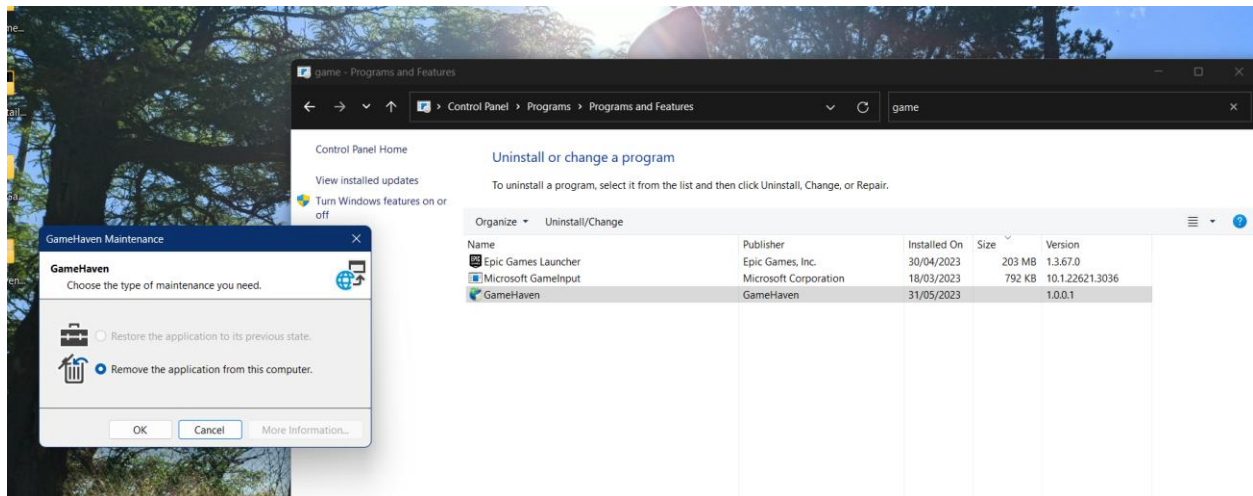 game - Programs and Features
Control Panel > Programs > Programs and Features
game
Control Panel Home
View installed updates
Turn Windows features on or
off
Uninstall or change a program
To uninstall a program, select it from the list and then click Uninstall, Change, or Repair.
Organize
Uninstall/Change
Name Publisher Installed On Size Version
Epic Games Launcher Epic Games, Inc. 30/04/2023 203 MB 1.3.67.0
Microsoft GameInput Microsoft Corporation 18/03/2023 792 KB 10.1.22621.3036
GameHaven GameHaven 31/05/2023 1.0.0.1
GameHaven Maintenance
GameHaven
Choose the type of maintenance you need.
Restore the application to its previous state.
Remove the application from this computer.
OK Cancel More Information...